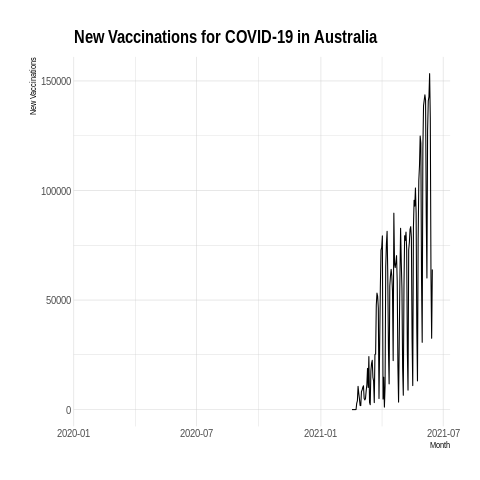 New Vaccinations for COVID-19 in Australia
New Vaccinations
150000
100000
50000
0
2020-01
2020-07
2021-01
2021-07
Month